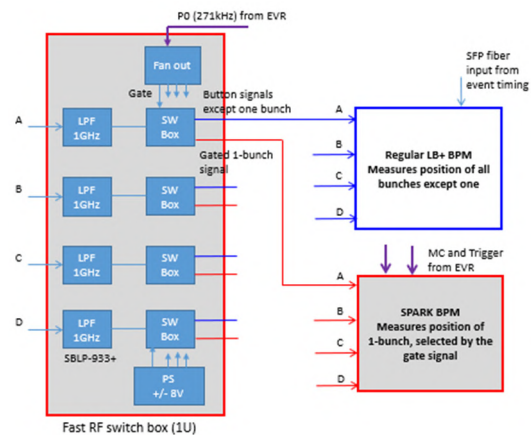 P0 (271kHz) from EVR
Fan out
Gate
Button signals
except one bunch
SFP fiber
input from
event timing
A
LPF
1GHz
SW
Box
Gated 1-bunch
signal
A
B
C
D
Regular LB+ BPM
Measures position of all
bunches except one
B
LPF
1GHz
SW
Box
C
LPF
1GHz
SW
Box
MC and Trigger
from EVR
D
LPF
1GHz
SBLP-933+
SW
Box
PS
+/- 8V
A
B
C
D
SPARK BPM
Measures position of
1-bunch, selected by the
gate signal
Fast RF switch box (1U)